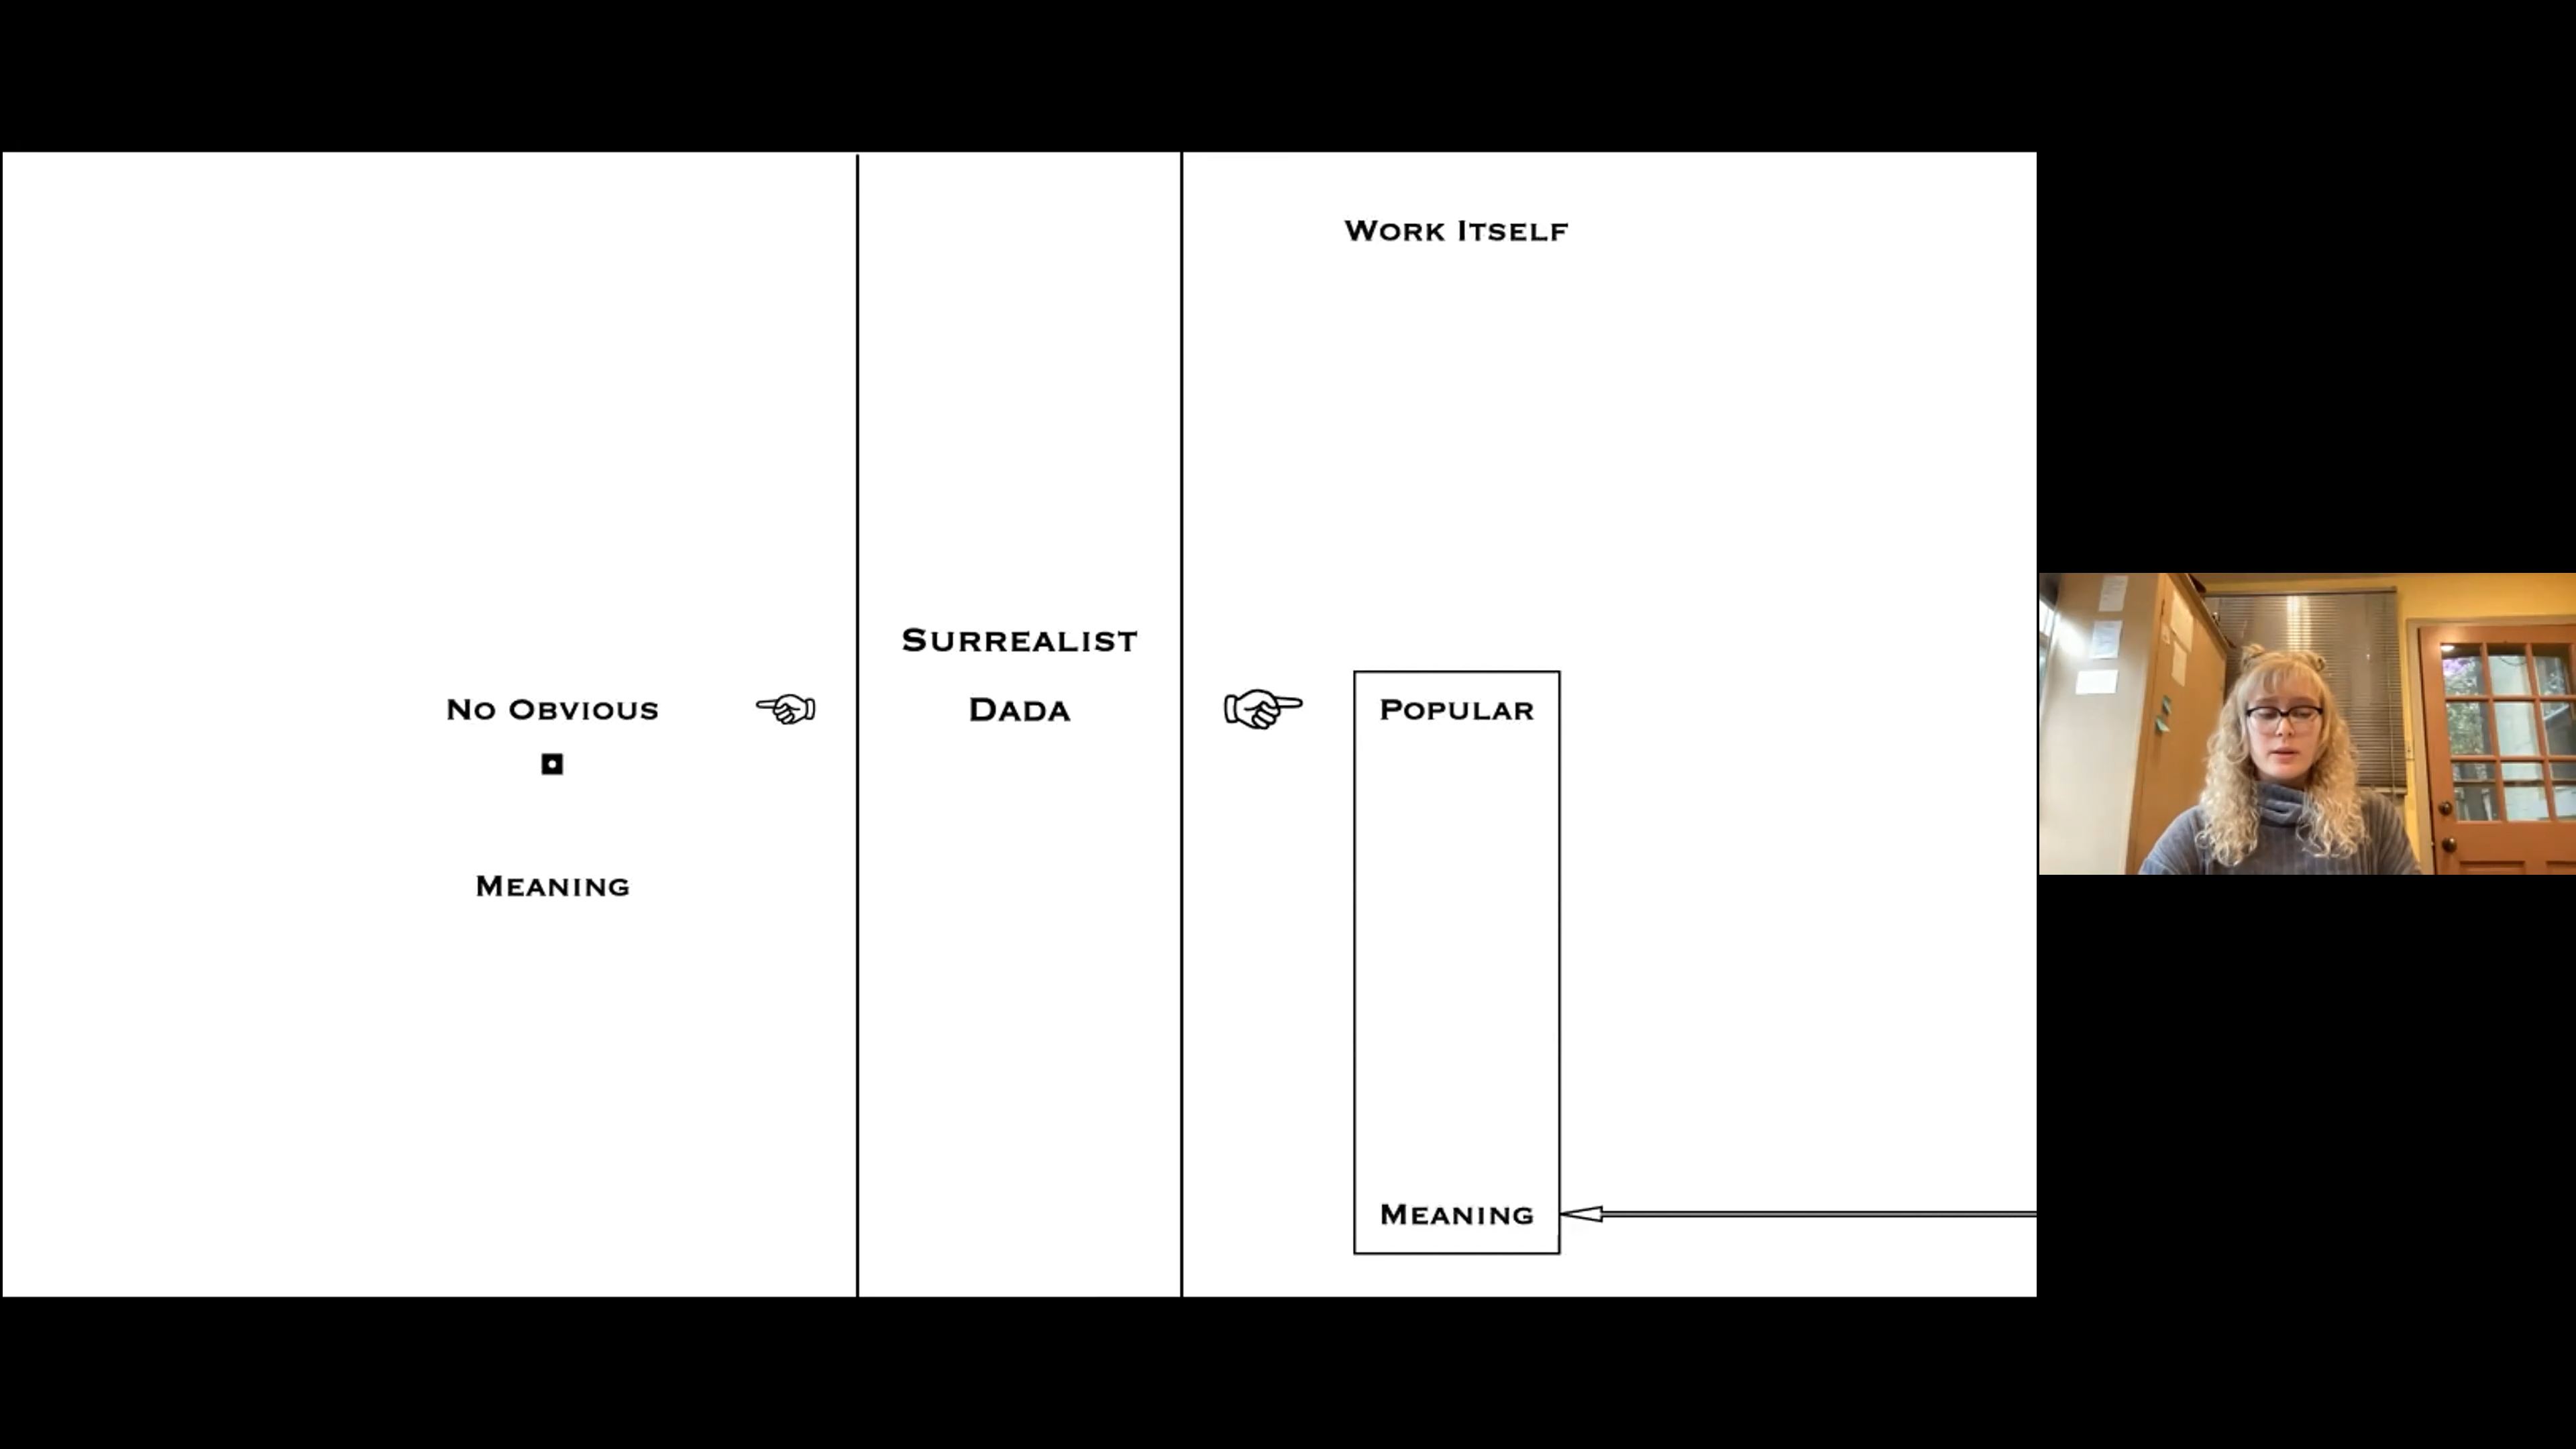 Work Itself
Surrealist
No Obvious
Dada
Popular
Meaning
Meaning